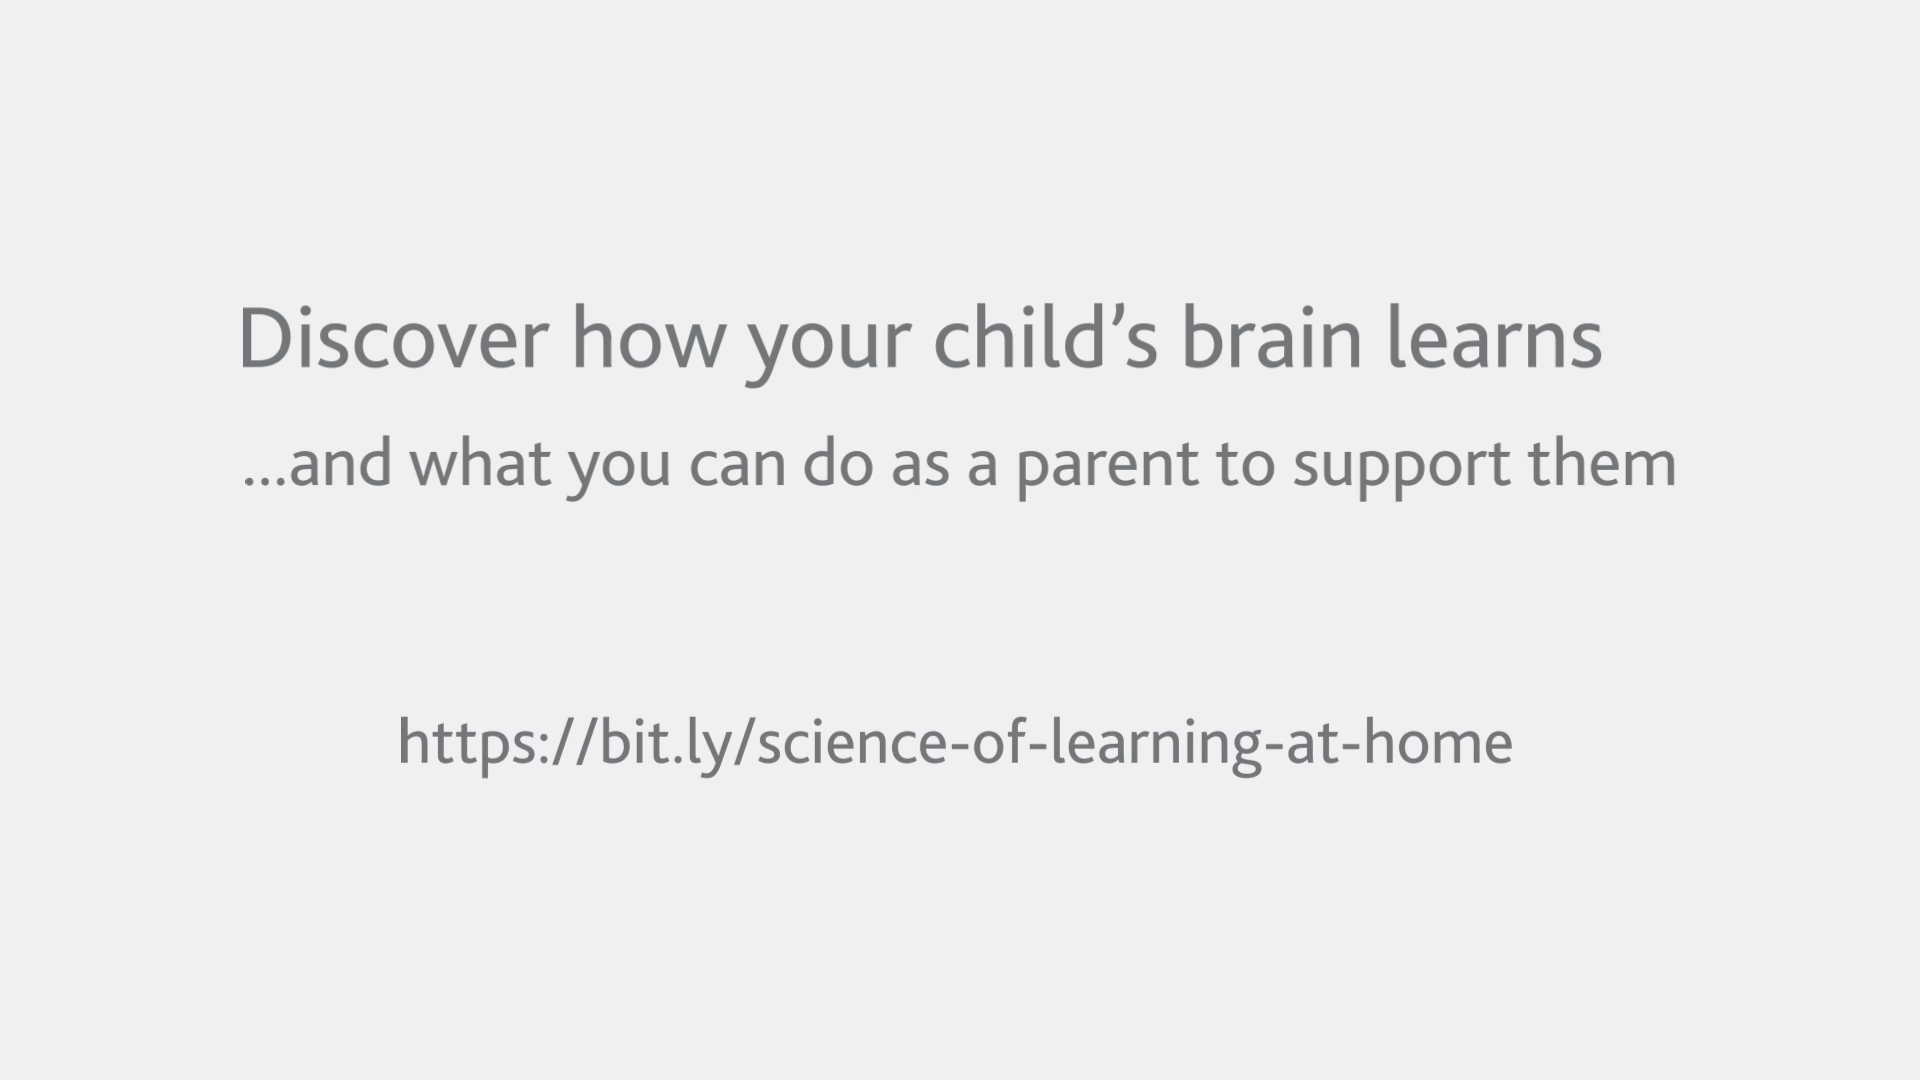 Discover how your child’s brain learns
...and what you can do as a parent to support them
https://bit.ly/science-of-learning-at-home